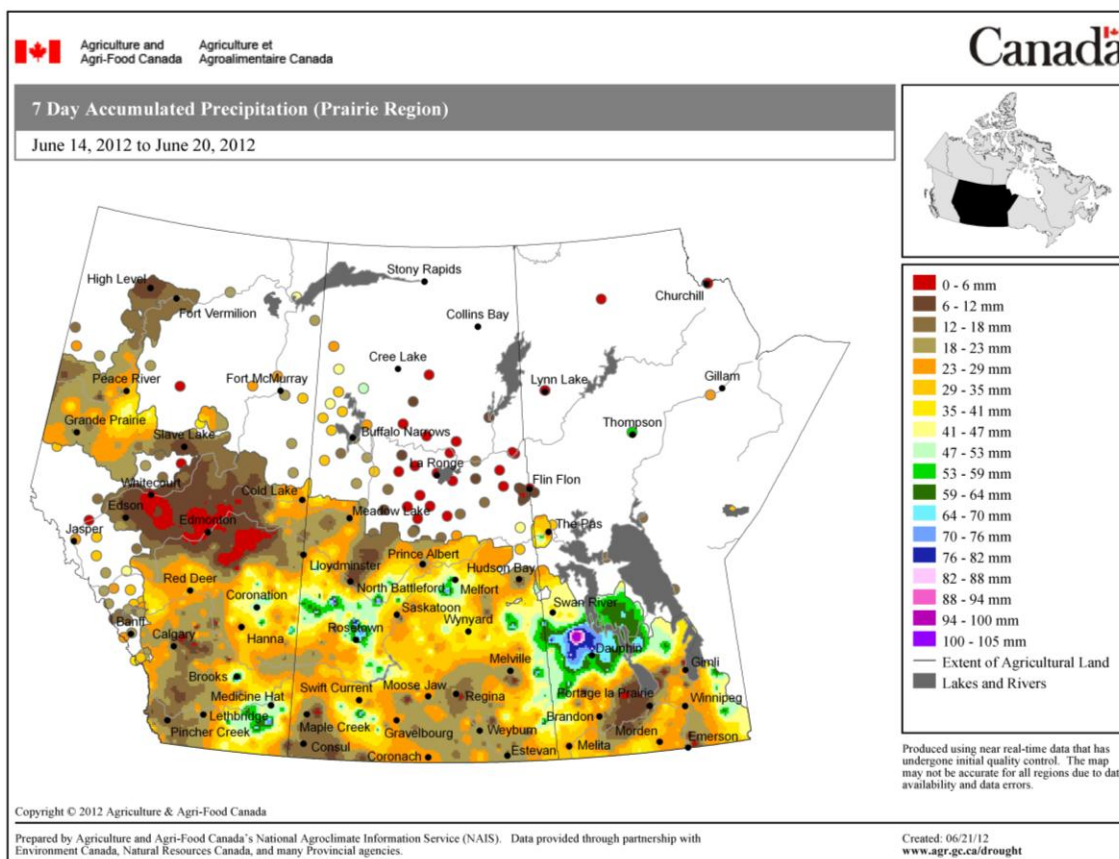 Agriculture and
Agri-Food Canada
Agriculture et
Agroalimentaire Canada
Canada
7 Day Accumulated Precipitation (Prairie Region)
June 14, 2012 to June 20, 2012
High Level
Fort Vermilion
Stony Rapids
Churchill
Collins Bay
Peace River
Fort McMurray
Cree Lake
Lynn Lake
Gillam
Grande Prairie
Slave Lake
Buffalo Narrows
Thompson
La Ronge
Whitecourt
Cold Lake
Flin Flon
Edson
Edmonton
Meadow Lake
Jasper
The Pas
Lloydminster
Prince Albert
Hudson Bay
Red Deer
North Battleford
Melfort
Coronation
Saskatoon
Swan River
Banff
Calgary
Hanna
Rosetown
Wynyard
Dauphin
Brooks
Melville
Gimli
Medicine Hat
Swift Current
Moose Jaw
Regina
Portage la Prairie
Winnipeg
Lethbridge
Pincher Creek
Maple Creek
Gravelbourg
Weyburn
Brandon
Morden
Emerson
Consul
Coronach
Estevan
Melita
0 - 6 mm
6 - 12 mm
12 - 18 mm
18 - 23 mm
23 - 29 mm
29 - 35 mm
35 - 41 mm
41 - 47 mm
47 - 53 mm
53 - 59 mm
59 - 64 mm
64 - 70 mm
70 - 76 mm
76 - 82 mm
82 - 88 mm
88 - 94 mm
94 - 100 mm
100 - 105 mm
Extent of Agricultural Land
Lakes and Rivers
Produced using near real-time data that has
undergone initial quality control. The map
may not be accurate for all regions due to dat
availability and data errors.
Copyright © 2012 Agriculture & Agri-Food Canada
Prepared by Agriculture and Agri-Food Canada's National Agroclimate Information Service (NAIS). Data provided through partnership with
Environment Canada, Natural Resources Canada, and many Provincial agencies.
Created: 06/21/12
www.agr.gc.ca/drought